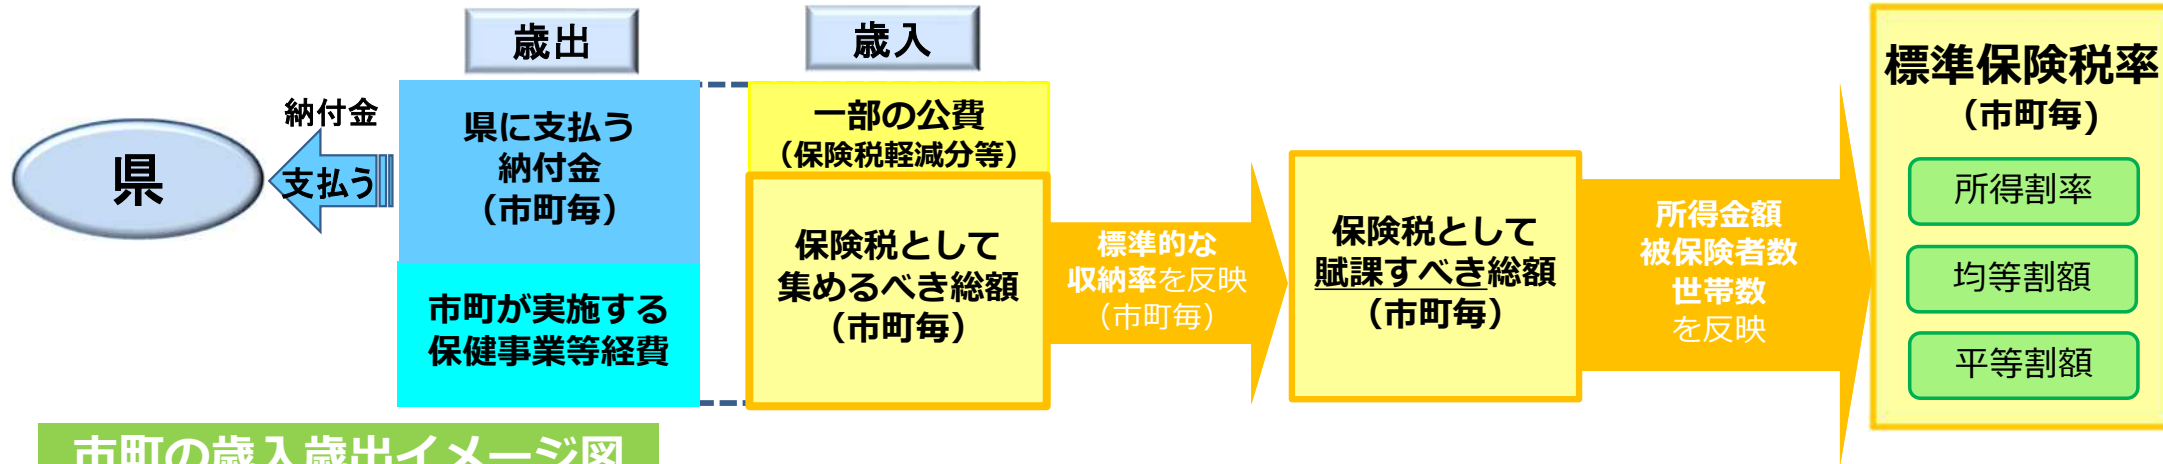 歳出
歳入
標準保険税率
（市町毎）
納付金
県
支払う
県に支払う
納付金
（市町毎）
一部の公費
（保険税軽減分等）
保険税として
集めるべき総額
（市町毎）
標準的な
収納率を反映
（市町毎）
保険税として
賦課すべき総額
（市町毎）
所得金額
被保険者数
世帯数
を反映
所得割率
均等割額
平等割額
市町が実施する
保健事業等経費
市町の歳入歳出イメージ図